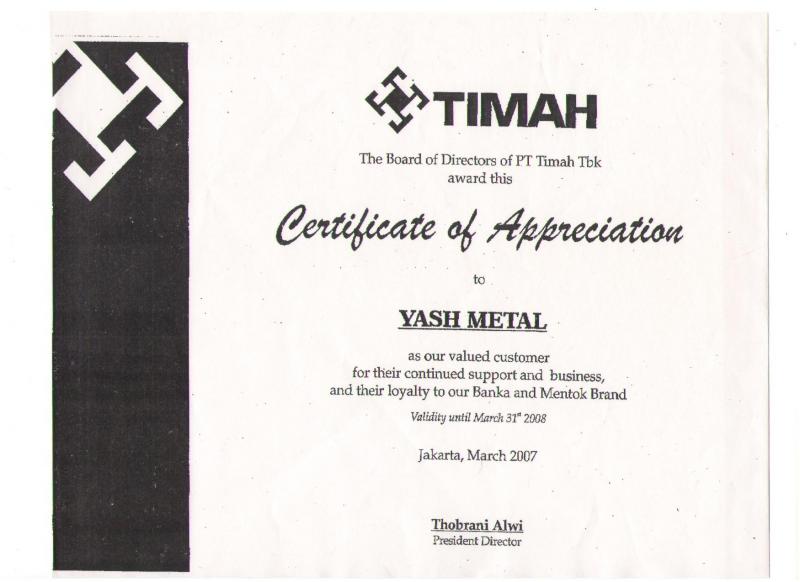 TIMAH
The Board of Directors of PT Timah Tbk
award this
Certificate of Appreciation
to
YASH METAL
as our valued customer
for their continued support and business,
and their loyalty to our Banka and Mentok Brand
Validity until March 31st 2008
Jakarta, March 2007
Thobrani Alwi
President Director